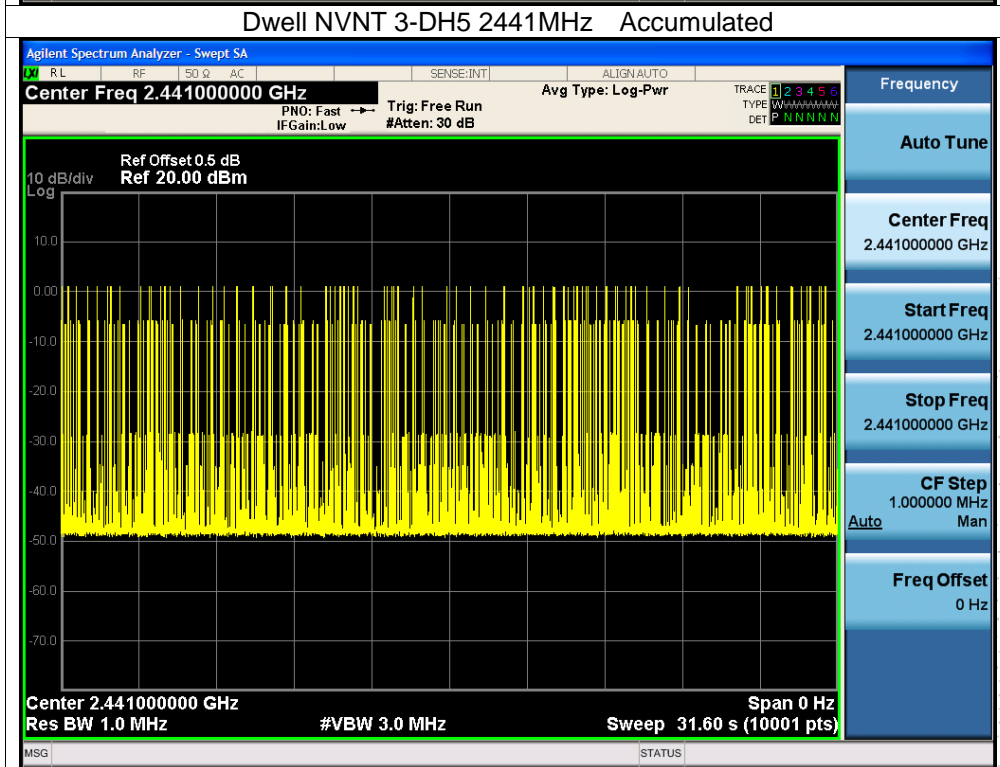 Dwell NVNT 3-DH5 2441MHz Accumulated
Agilent Spectrum Analyzer - Swept SA
LXI RL RF 50 Ω AC SENSE:INT ALIGN AUTO
Center Freq 2.441000000 GHz
PNO: Fast
IFGain:Low
Trig: Free Run
#Atten: 30 dB
Avg Type: Log-Pwr
TRACE 1 2 3 4 5 6
TYPE WWWWWW
DET P N N N N N
Ref Offset 0.5 dB
10 dB/div Ref 20.00 dBm
Log
10.0
0.00
-10.0
-20.0
-30.0
-40.0
-50.0
-60.0
-70.0
Center 2.441000000 GHz Span 0 Hz
Res BW 1.0 MHz #VBW 3.0 MHz Sweep 31.60 s (10001 pts)
MSG STATUS
Frequency
Auto Tune
Center Freq
2.441000000 GHz
Start Freq
2.441000000 GHz
Stop Freq
2.441000000 GHz
CF Step
1.000000 MHz
Auto Man
Freq Offset
0 Hz